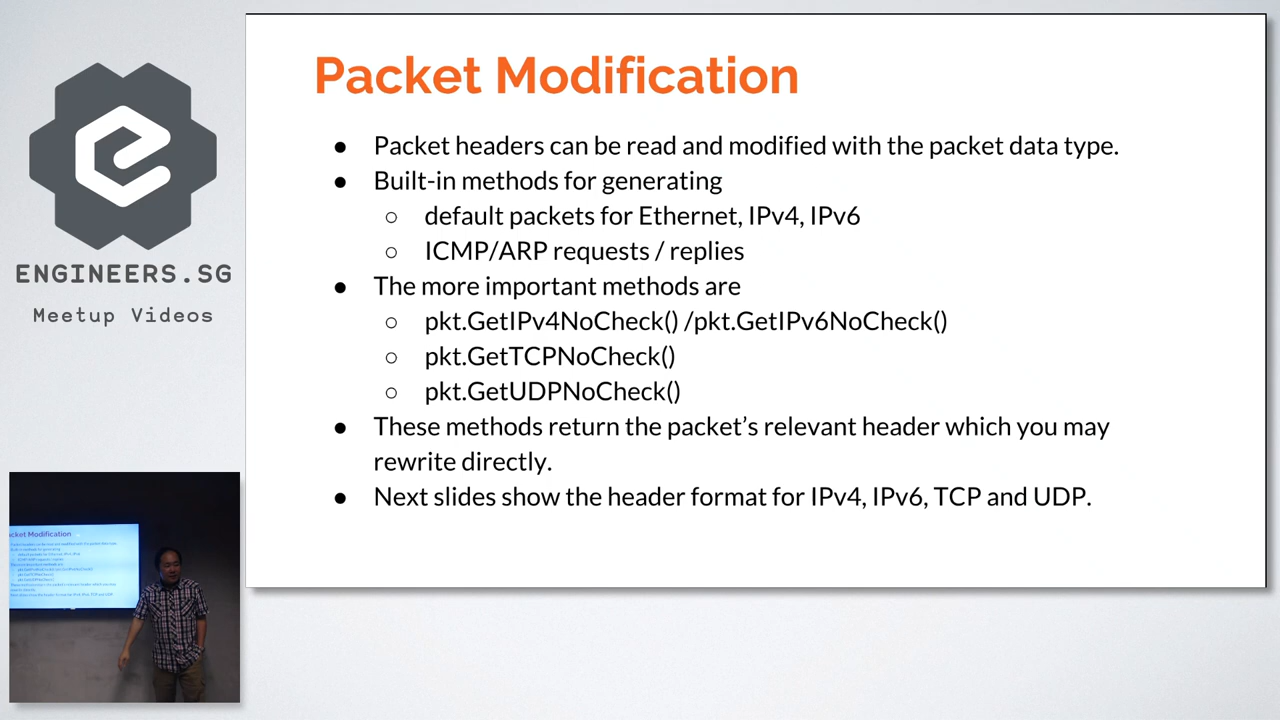 Packet Modification
● Packet headers can be read and modified with the packet data type.
● Built-in methods for generating
○ default packets for Ethernet, IPv4, IPv6
○ ICMP/ARP requests / replies
● The more important methods are
○ pkt.GetIPv4NoCheck() /pkt.GetIPv6NoCheck()
○ pkt.GetTCPNoCheck()
○ pkt.GetUDPNoCheck()
● These methods return the packet’s relevant header which you may
rewrite directly.
● Next slides show the header format for IPv4, IPv6, TCP and UDP.
ENGINEERS.SG
Meetup Videos
cket Modification